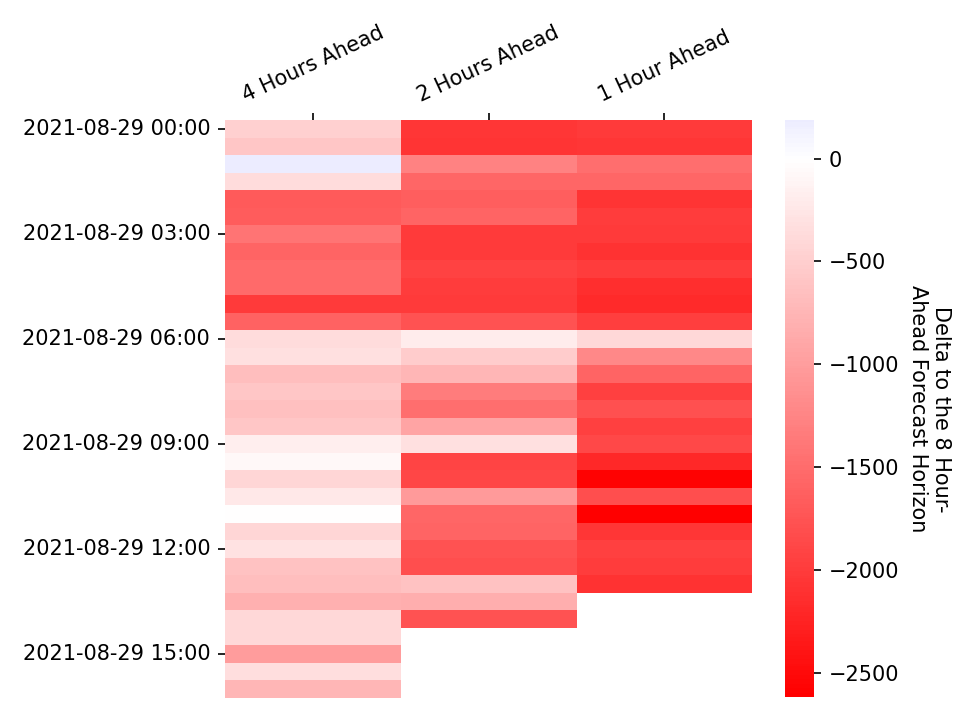 4 Hours Ahead
2 Hours Ahead
1 Hour Ahead
2021-08-29 00:00
2021-08-29 03:00
2021-08-29 06:00
2021-08-29 09:00
2021-08-29 12:00
2021-08-29 15:00
0
−500
−1000
−1500
−2000
−2500
Delta to the 8 Hour-
Ahead Forecast Horizon